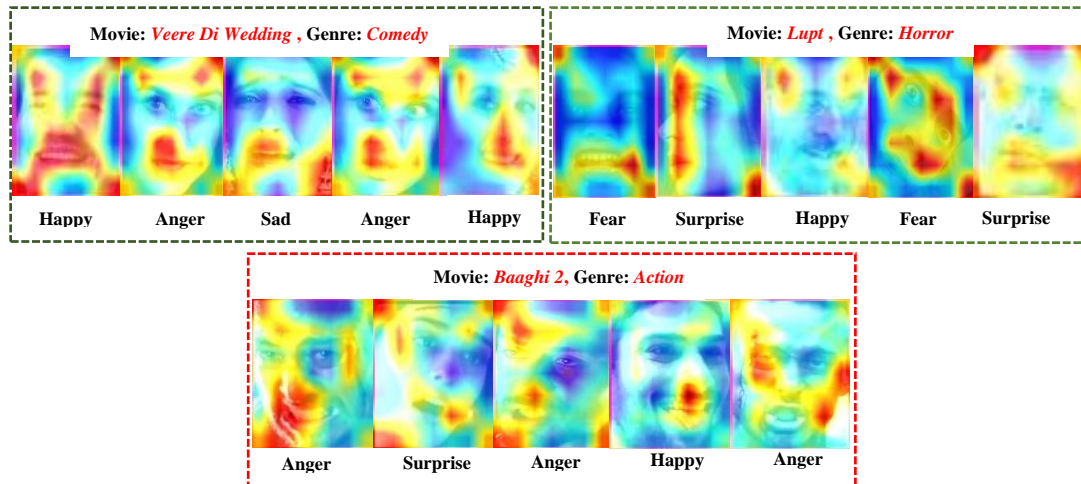 Movie: Veere Di Wedding , Genre: Comedy
Happy Anger Sad Anger Happy
Movie: Lupt , Genre: Horror
Fear Surprise Happy Fear Surprise
Movie: Baaghi 2, Genre: Action
Anger Surprise Anger Happy Anger